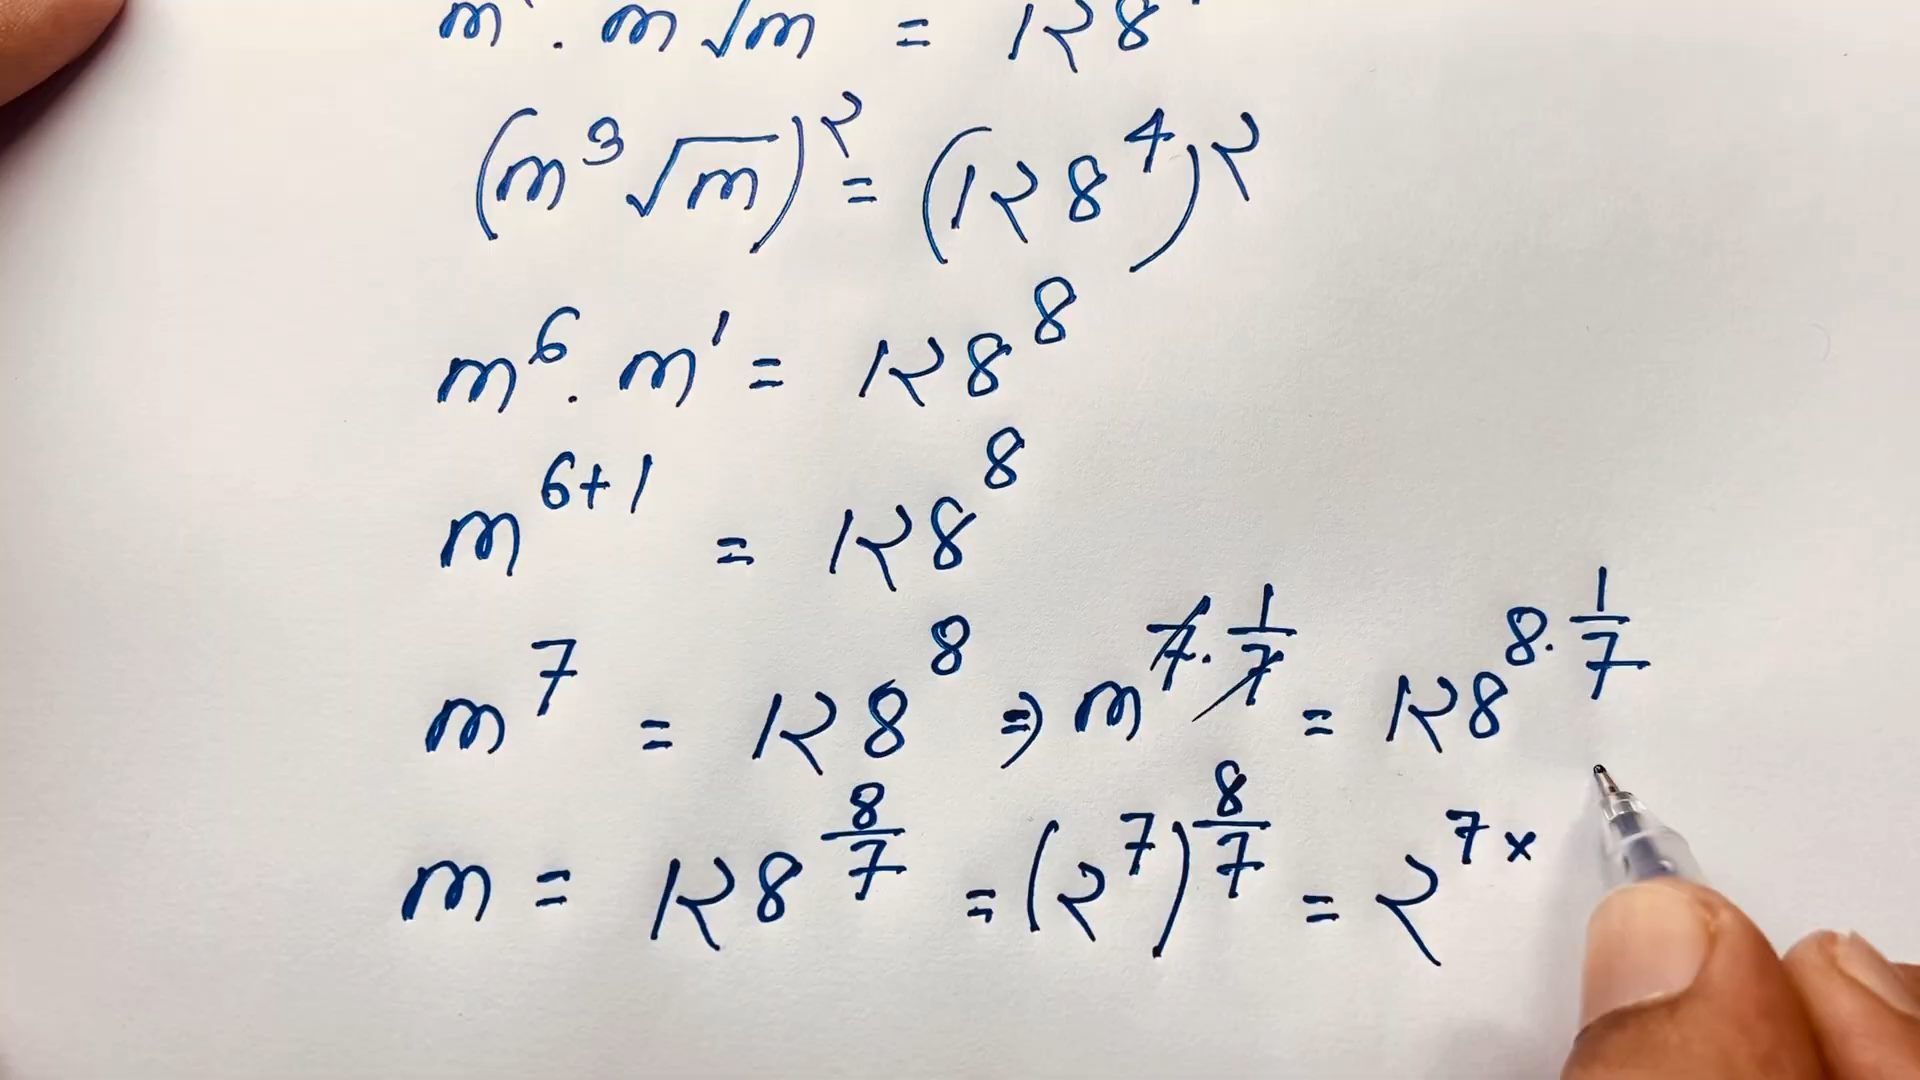 m . m √m = 128
(m³ √m)² = (128⁴)²
m⁶ . m¹ = 128⁸
m⁶⁺¹ = 128⁸
m⁷ = 128⁸ ⇒ m^(7 . 1/7) = 128^(8 . 1/7)
m = 128^(8/7) = (2⁷)^(8/7) = 2^(7 ×